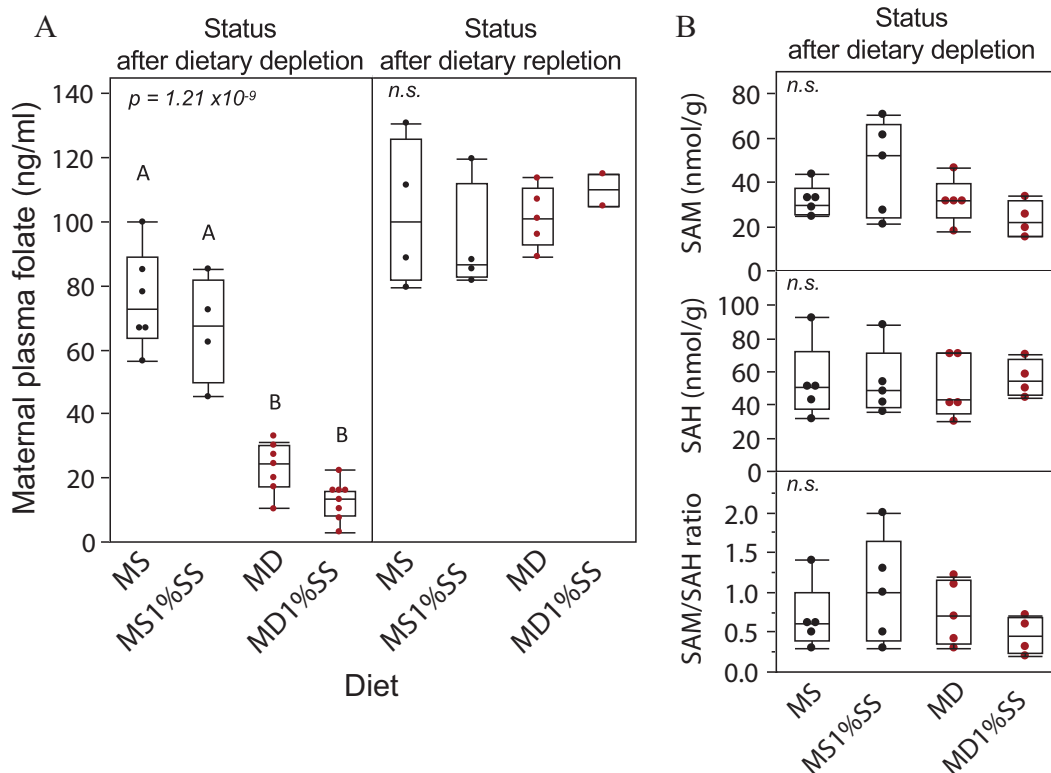 A
Status
after dietary depletion
Status
after dietary repletion
Maternal plasma folate (ng/ml)
140
120
100
80
60
40
20
0
p = 1.21 x10-9
A
A
B
B
n.s.
MS
MS1%SS
MD
MD1%SS
MS
MS1%SS
MD
MD1%SS
Diet
B
Status
after dietary depletion
SAM (nmol/g)
80
60
40
20
0
n.s.
SAH (nmol/g)
100
80
60
40
20
0
n.s.
SAM/SAH ratio
2.0
1.5
1.0
0.5
0.0
n.s.
MS
MS1%SS
MD
MD1%SS